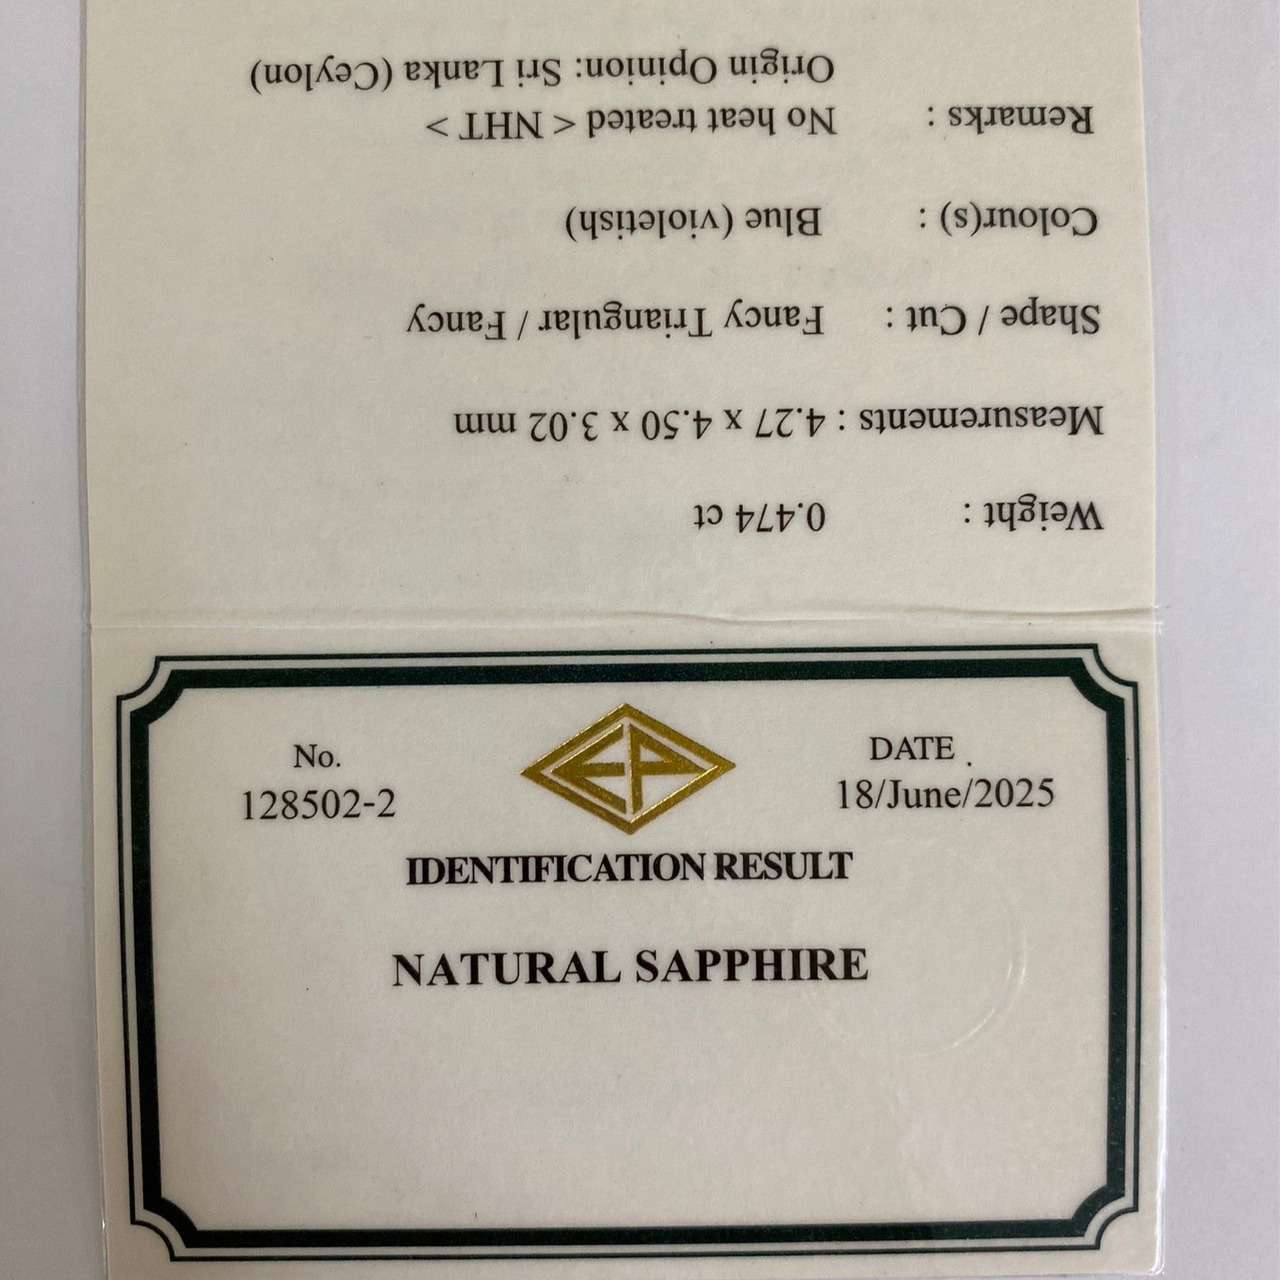 Weight : 0.474 ct
Measurements : 4.27 x 4.50 x 3.02 mm
Shape / Cut : Fancy Triangular / Fancy
Colour(s) : Blue (violetish)
Remarks : No heat treated < NHT >
Origin Opinion: Sri Lanka (Ceylon)
No.
128502-2
EP
DATE
18/June/2025
IDENTIFICATION RESULT
NATURAL SAPPHIRE